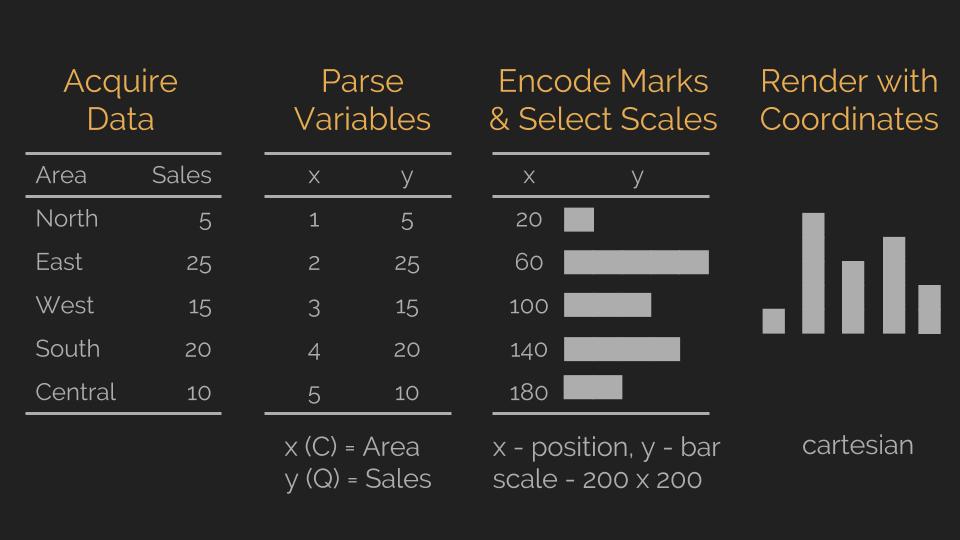 Acquire
Data
Area Sales
North 5
East 25
West 15
South 20
Central 10
Parse
Variables
x y
1 5
2 25
3 15
4 20
5 10
x (C) = Area
y (Q) = Sales
Encode Marks
& Select Scales
x y
20
60
100
140
180
x - position, y - bar
scale - 200 x 200
Render with
Coordinates
cartesian